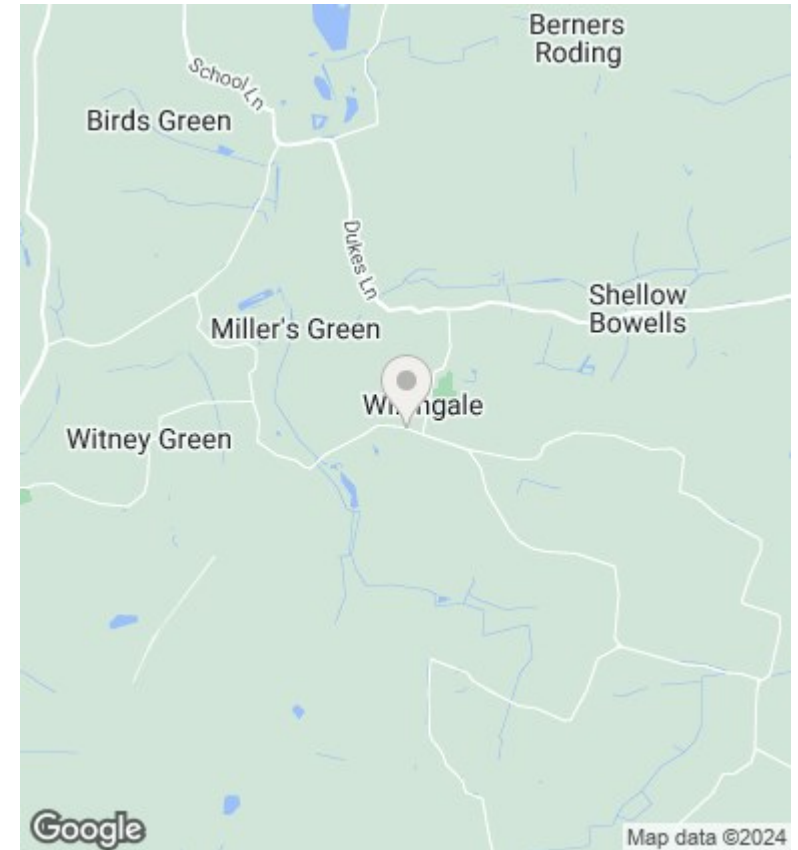 Berners
Roding
School Ln
Birds Green
Dukes Ln
Shellow
Bowells
Miller's Green
Witney Green
Google
Map data ©2024